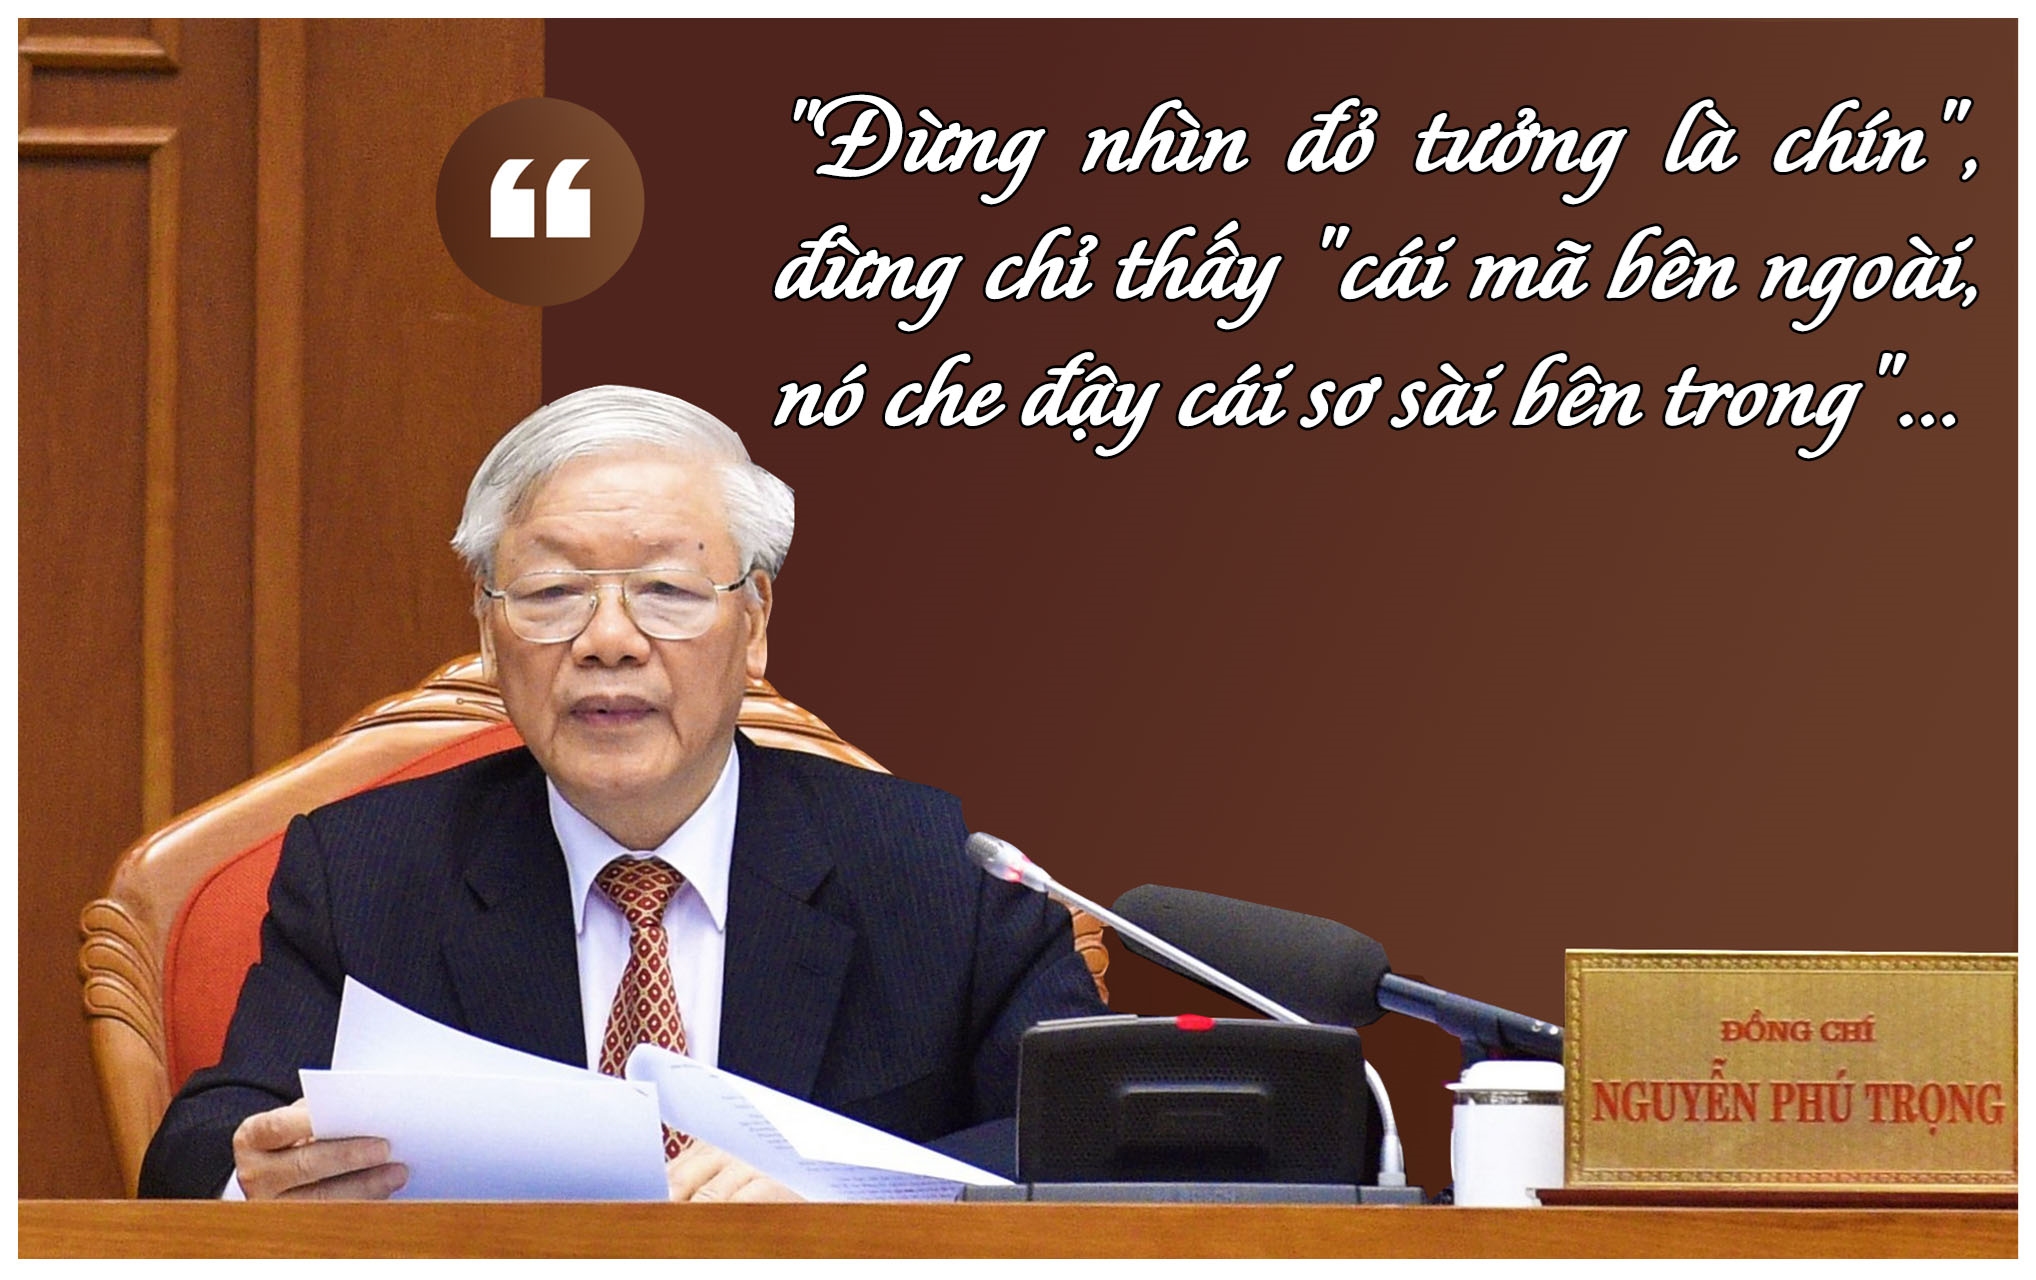 "Đừng nhìn đỏ tưởng là chín",
đừng chỉ thấy "cái mã bên ngoài,
nó che đậy cái sơ sài bên trong"...
ĐỒNG CHÍ
NGUYỄN PHÚ TRỌNG